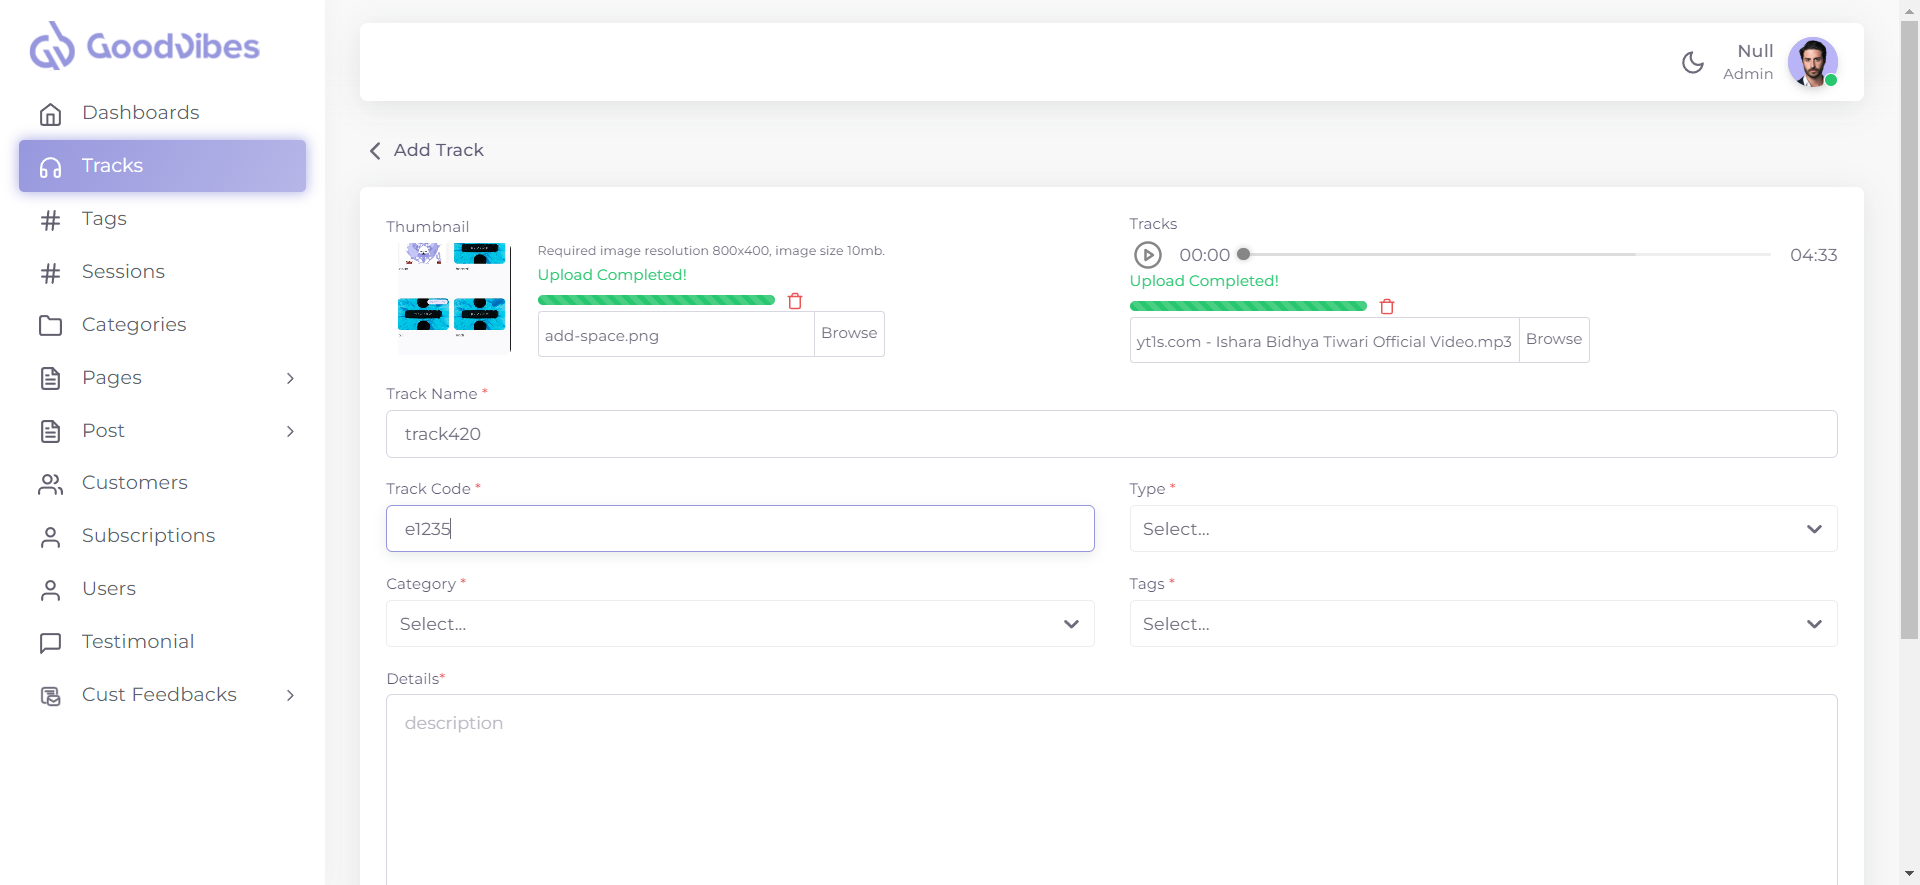 GoodVibes
Dashboards
Tracks
Tags
Sessions
Categories
Pages
Post
Customers
Subscriptions
Users
Testimonial
Cust Feedbacks
Null
Admin
Add Track
Thumbnail
Required image resolution 800x400, image size 10mb.
Upload Completed!
add-space.png
Browse
Tracks
00:00
04:33
Upload Completed!
yt1s.com - Ishara Bidhya Tiwari Official Video.mp3
Browse
Track Name *
track420
Track Code *
e1235
Type *
Select...
Category *
Select...
Tags *
Select...
Details*
description